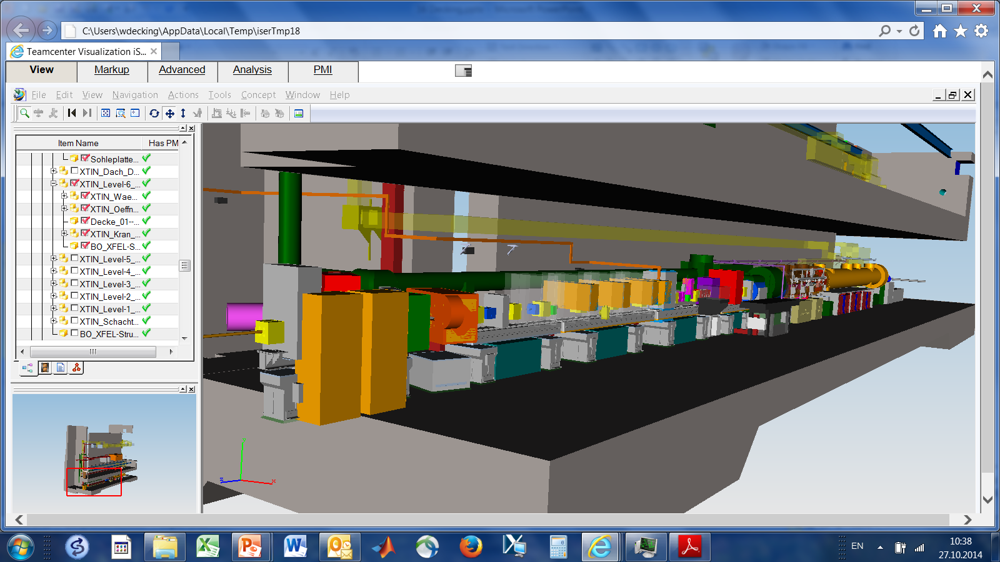 C:\Users\wdecking\AppData\Local\Temp\iserTmp18
Teamcenter Visualization iS...
View Markup Advanced Analysis PMI
File Edit View Navigation Actions Tools Concept Window Help
Item Name Has PM
Sohleplatte...
XTIN_Dach_D...
XTIN_Level-6_...
XTIN_Wae...
XTIN_Oeffn...
Decke_01--...
XTIN_Kran_...
BO_XFEL-S...
XTIN_Level-5_...
XTIN_Level-4_...
XTIN_Level-3_...
XTIN_Level-2_...
XTIN_Level-1_...
XTIN_Schacht...
BO_XFEL-Stru...
z x
EN
10:38
27.10.2014